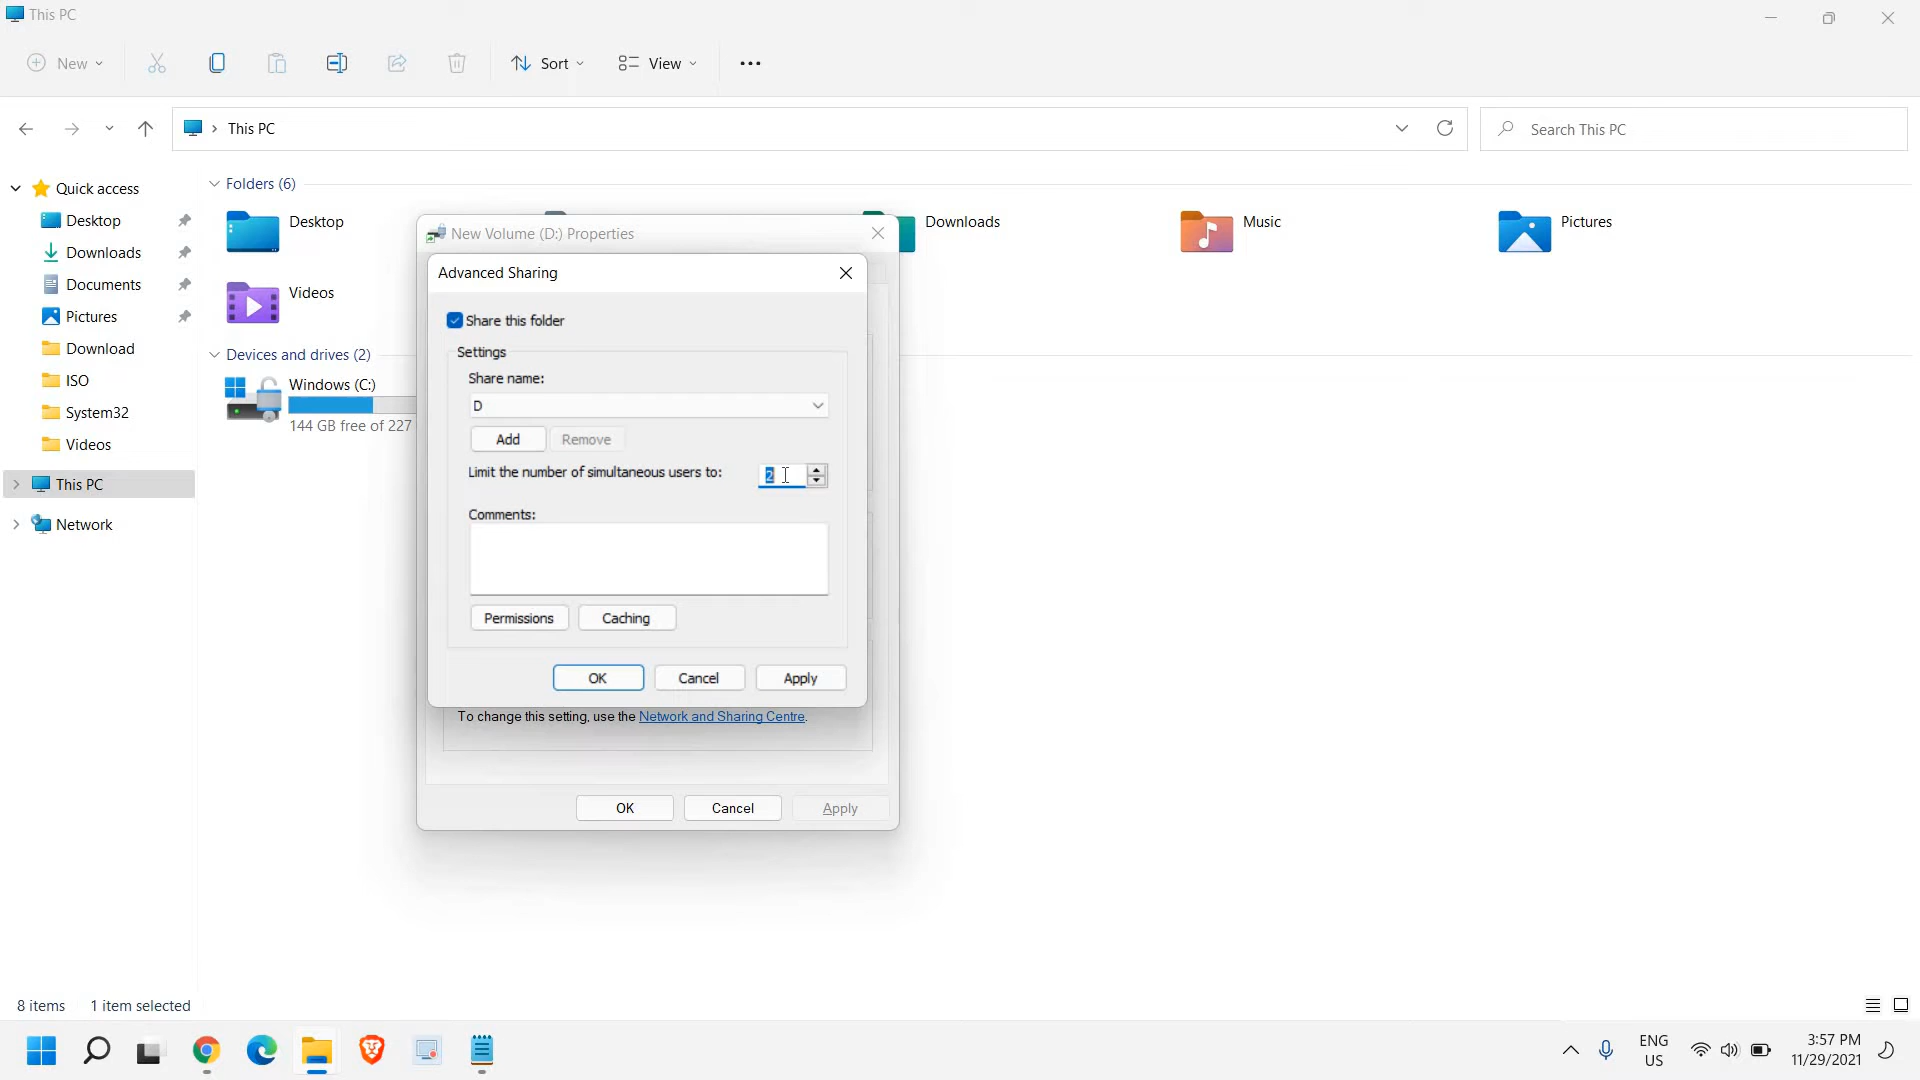 This PC
New
Sort
View
This PC
Search This PC
Quick access
Desktop
Downloads
Documents
Pictures
Download
ISO
System32
Videos
This PC
Network
Folders (6)
Desktop
Downloads
Music
Pictures
Videos
Devices and drives (2)
Windows (C:)
144 GB free of 227
New Volume (D:) Properties
Advanced Sharing
Share this folder
Settings
Share name:
D
Add
Remove
Limit the number of simultaneous users to:
2
Comments:
Permissions
Caching
OK
Cancel
Apply
To change this setting, use the Network and Sharing Centre.
OK
Cancel
Apply
8 items
1 item selected
ENG
US
3:57 PM
11/29/2021